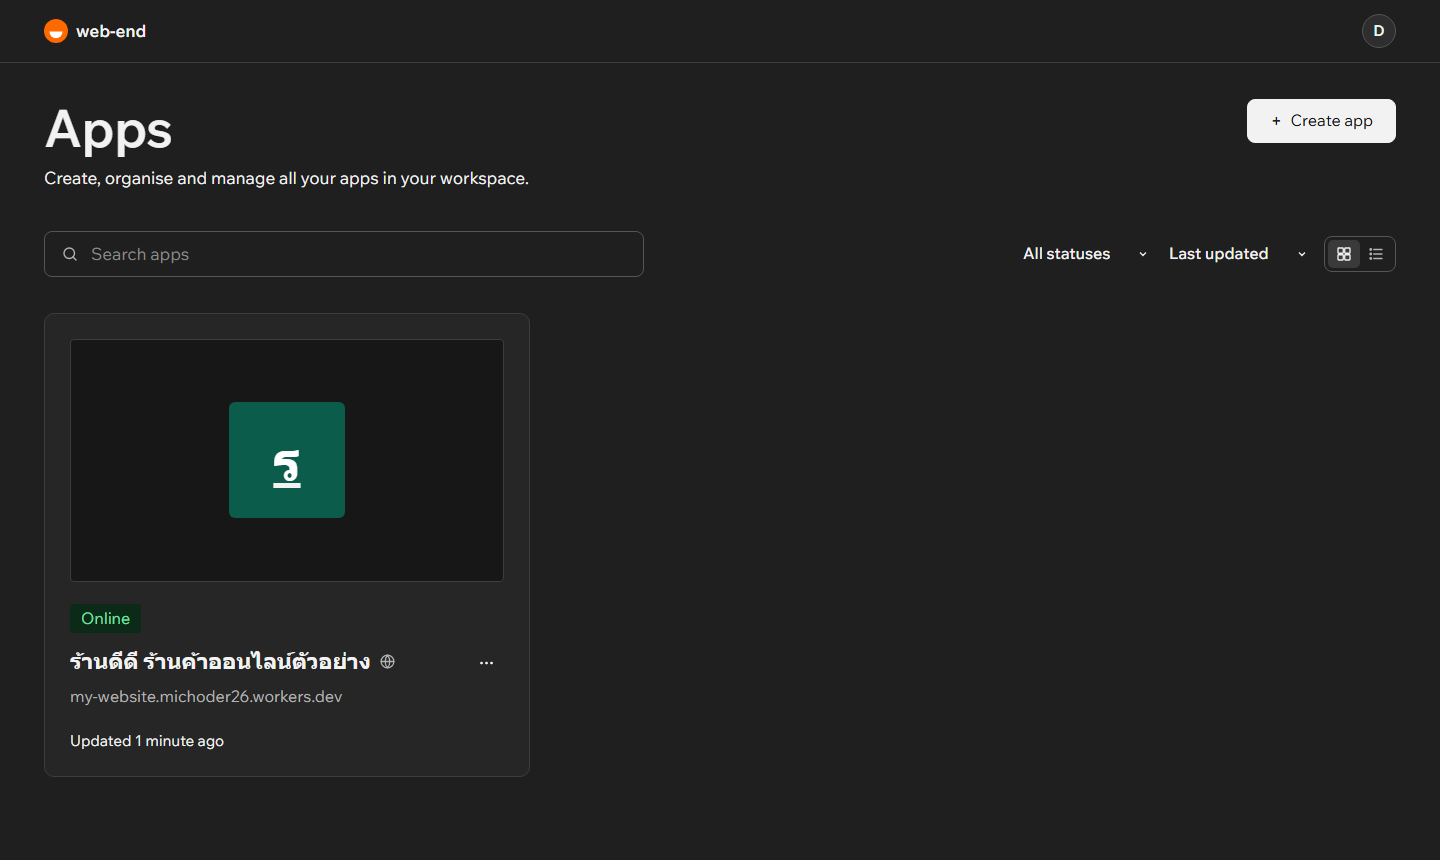 web-end
D
Apps
+ Create app
Create, organise and manage all your apps in your workspace.
Search apps
All statuses
Last updated
ร
Online
ร้านดีดี ร้านค้าออนไลน์ตัวอย่าง
my-website.michoder26.workers.dev
Updated 1 minute ago